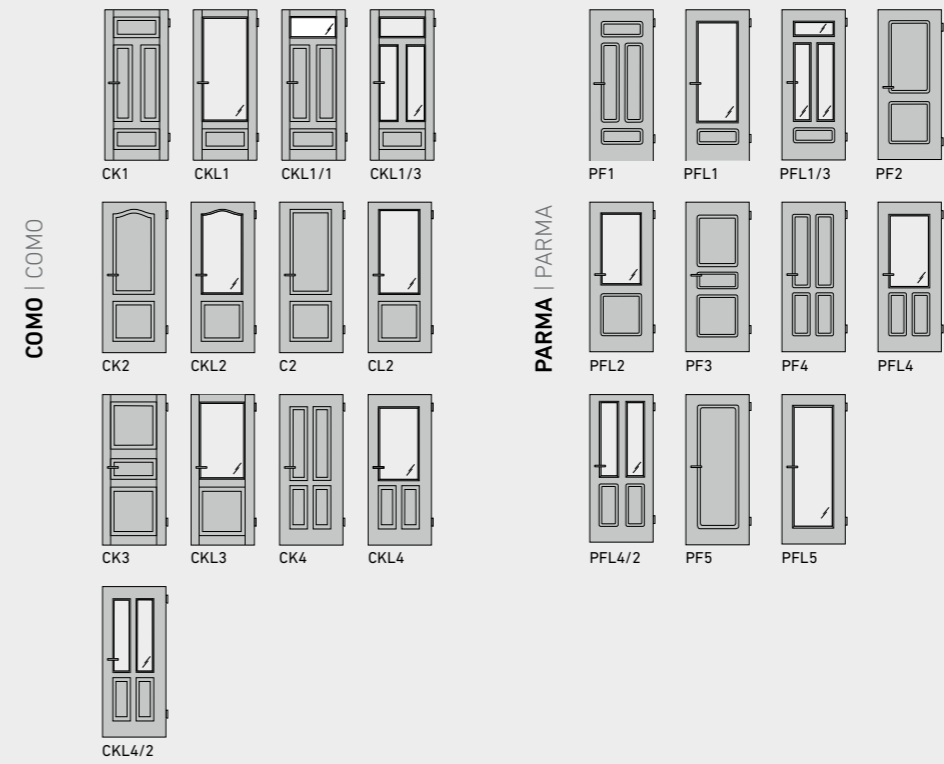 COMO | COMO
CK1 CKL1 CKL1/1 CKL1/3
CK2 CKL2 C2 CL2
CK3 CKL3 CK4 CKL4
CKL4/2
PARMA | PARMA
PF1 PFL1 PFL1/3 PF2
PFL2 PF3 PF4 PFL4
PFL4/2 PF5 PFL5